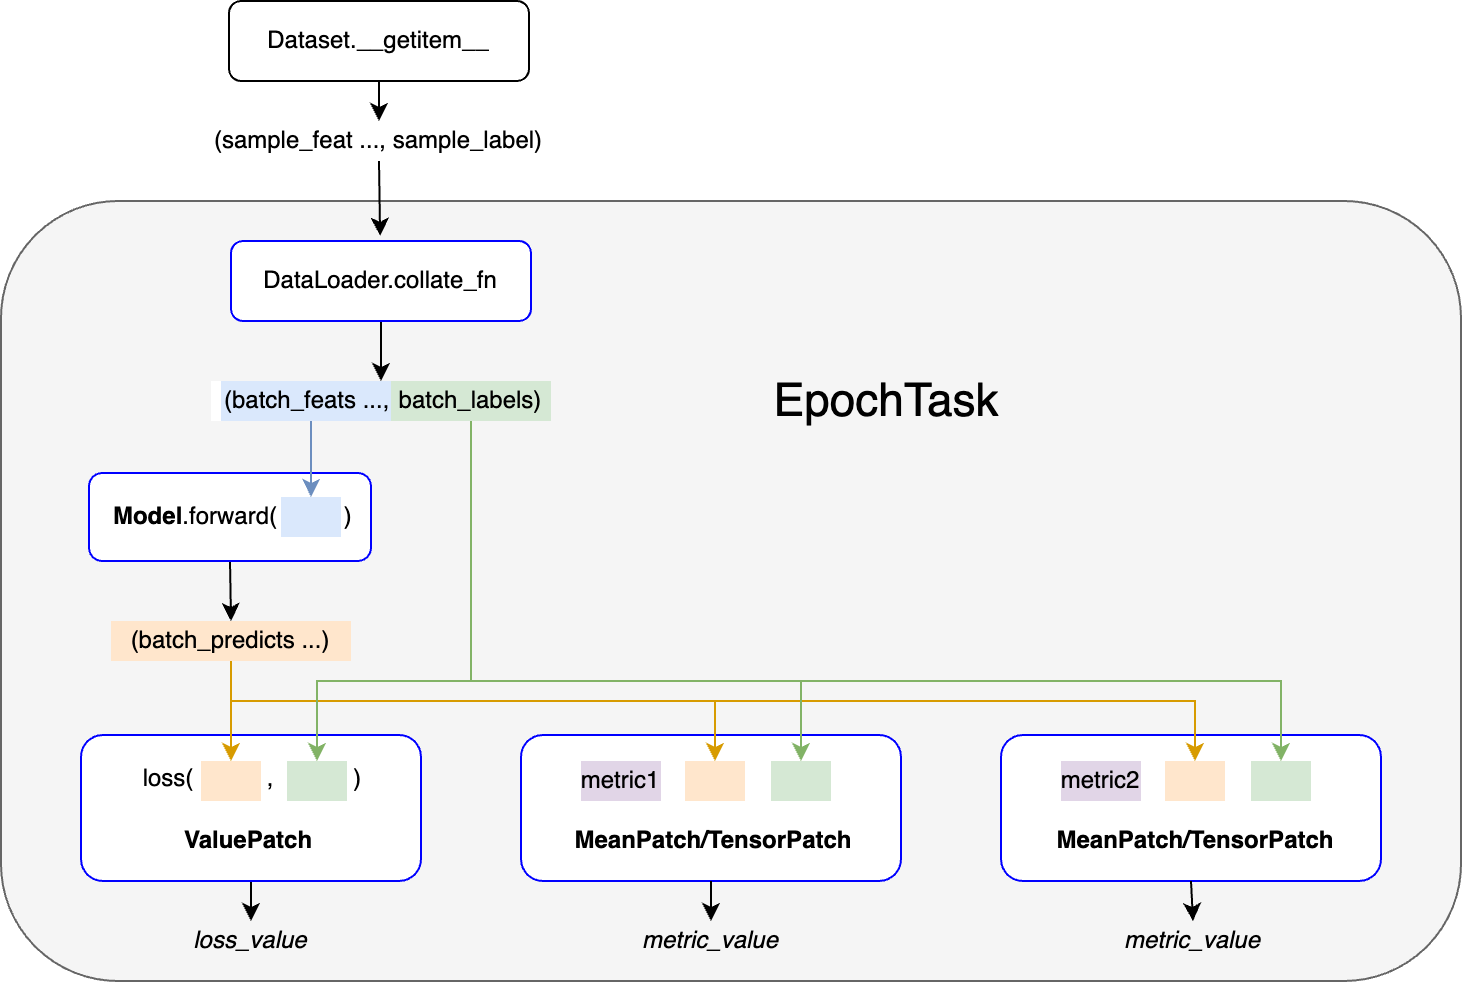 Dataset.__getitem__
(sample_feat ..., sample_label)
DataLoader.collate_fn
(batch_feats ..., batch_labels)
EpochTask
Model.forward( )
(batch_predicts ...)
loss( , )
ValuePatch
metric1
MeanPatch/TensorPatch
metric2
MeanPatch/TensorPatch
loss_value
metric_value
metric_value